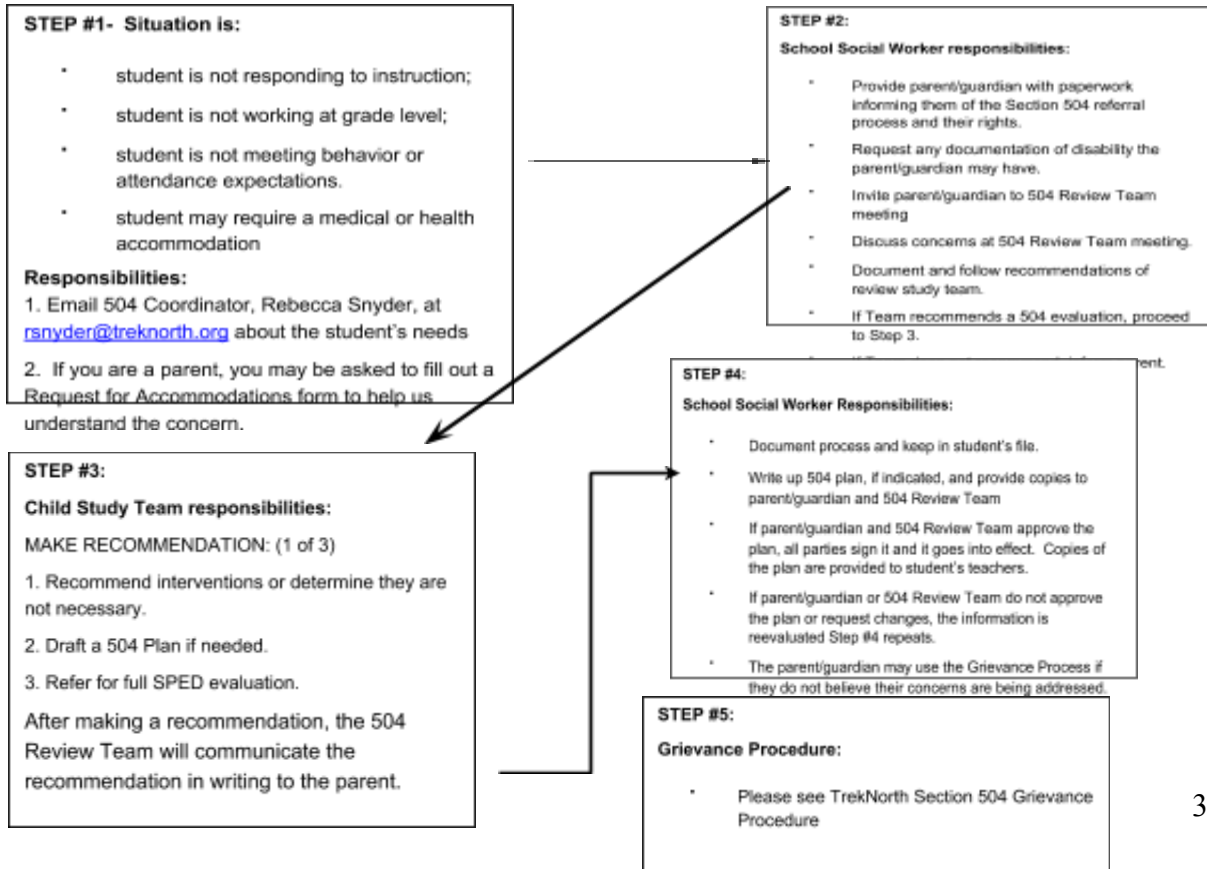 STEP #1- Situation is:
· student is not responding to instruction;
· student is not working at grade level;
· student is not meeting behavior or
attendance expectations.
· student may require a medical or health
accommodation
Responsibilities:
1. Email 504 Coordinator, Rebecca Snyder, at
rsnyder@treknorth.org about the student's needs
2. If you are a parent, you may be asked to fill out a
Request for Accommodations form to help us
understand the concern.
STEP #2:
School Social Worker responsibilities:
· Provide parent/guardian with paperwork
informing them of the Section 504 referral
process and their rights.
· Request any documentation of disability the
parent/guardian may have.
· Invite parent/guardian to 504 Review Team
meeting
· Discuss concerns at 504 Review Team meeting.
· Document and follow recommendations of
review study team.
· If Team recommends a 504 evaluation, proceed
to Step 3.
STEP #3:
Child Study Team responsibilities:
MAKE RECOMMENDATION: (1 of 3)
1. Recommend interventions or determine they are
not necessary.
2. Draft a 504 Plan if needed.
3. Refer for full SPED evaluation.
After making a recommendation, the 504
Review Team will communicate the
recommendation in writing to the parent.
STEP #4:
School Social Worker Responsibilities:
· Document process and keep in student's file.
· Write up 504 plan, if indicated, and provide copies to
parent/guardian and 504 Review Team
· If parent/guardian and 504 Review Team approve the
plan, all parties sign it and it goes into effect. Copies of
the plan are provided to student's teachers.
· If parent/guardian or 504 Review Team do not approve
the plan or request changes, the information is
reevaluated Step #4 repeats.
· The parent/guardian may use the Grievance Process if
they do not believe their concerns are being addressed.
STEP #5:
Grievance Procedure:
· Please see TrekNorth Section 504 Grievance
Procedure
3